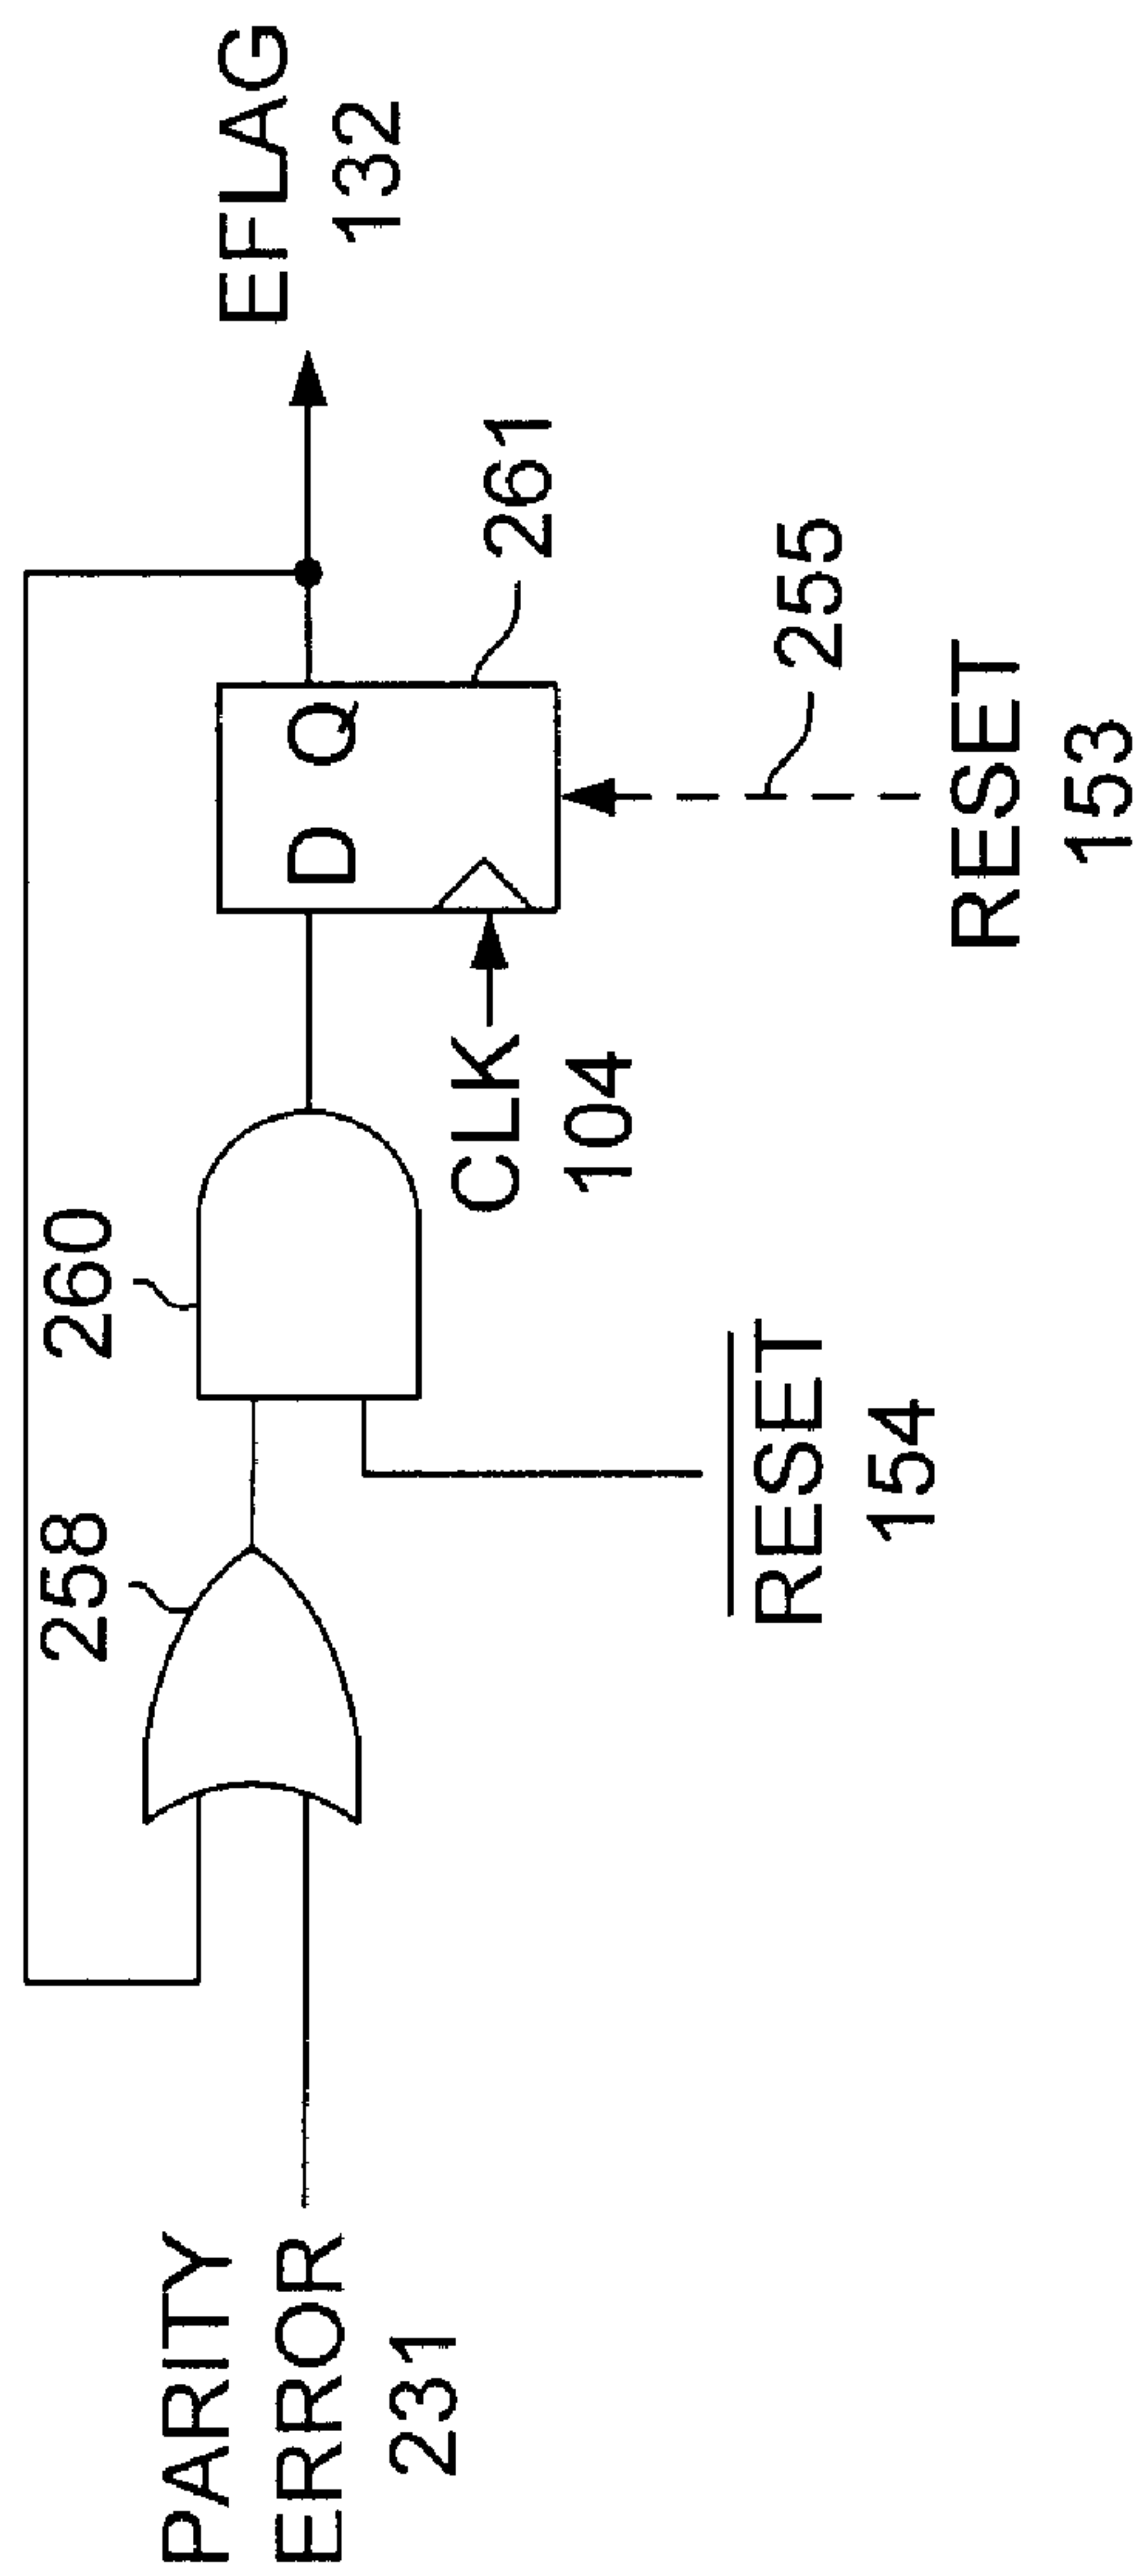 PARITY
ERROR
231
258
260
RESET
154
CLK
104
D Q
261
255
RESET
153
EFLAG
132